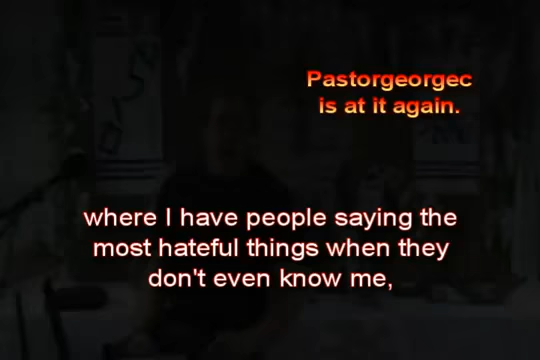 Pastorgeorgec
is at it again.
where I have people saying the
most hateful things when they
don't even know me,